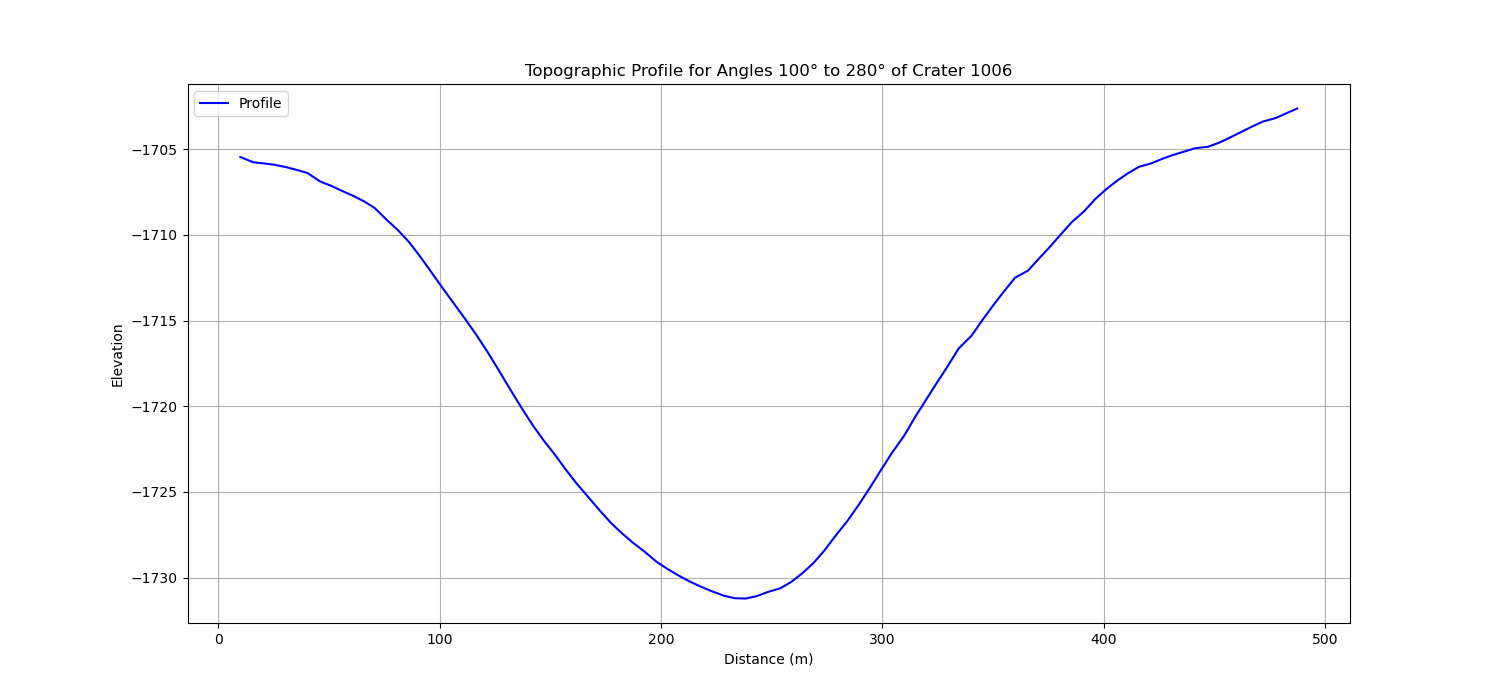 Topographic Profile for Angles 100° to 280° of Crater 1006
Profile
−1705
−1710
−1715
−1720
−1725
−1730
Elevation
0 100 200 300 400 500
Distance (m)